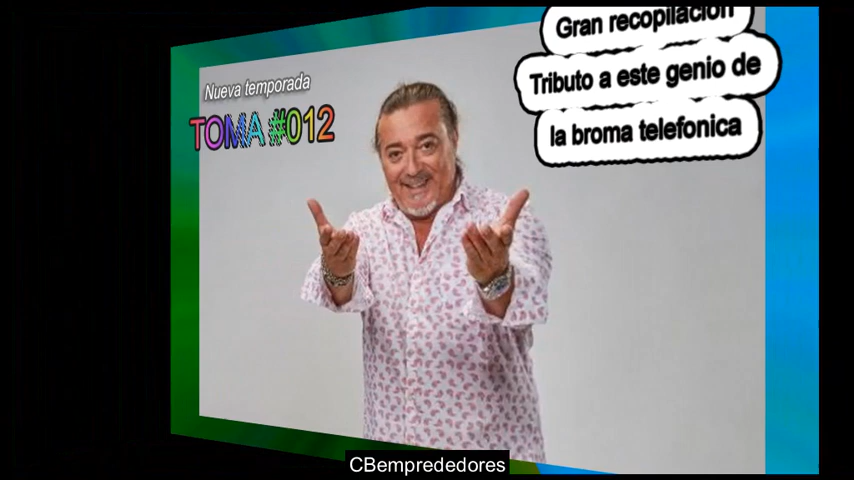 Gran recopilación
Nueva temporada
Tributo a este genio de
TOMA #012
la broma telefonica
CBemprededores